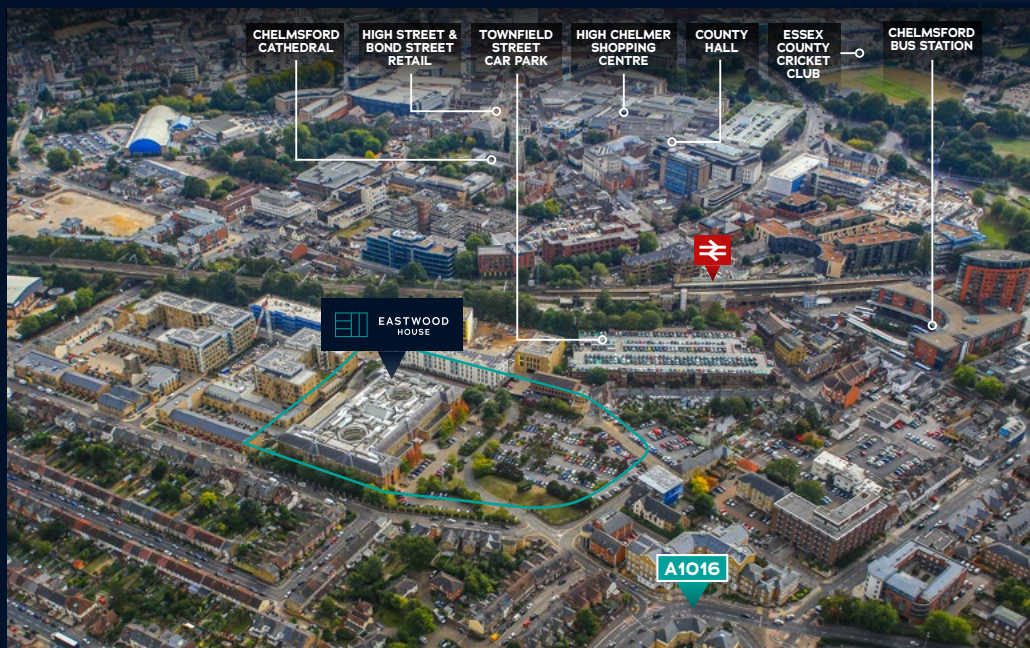 CHELMSFORD
CATHEDRAL
HIGH STREET &
BOND STREET
RETAIL
TOWNFIELD
STREET
CAR PARK
HIGH CHELMER
SHOPPING
CENTRE
COUNTY
HALL
ESSEX
COUNTY
CRICKET
CLUB
CHELMSFORD
BUS STATION
EASTWOOD
HOUSE
A1016